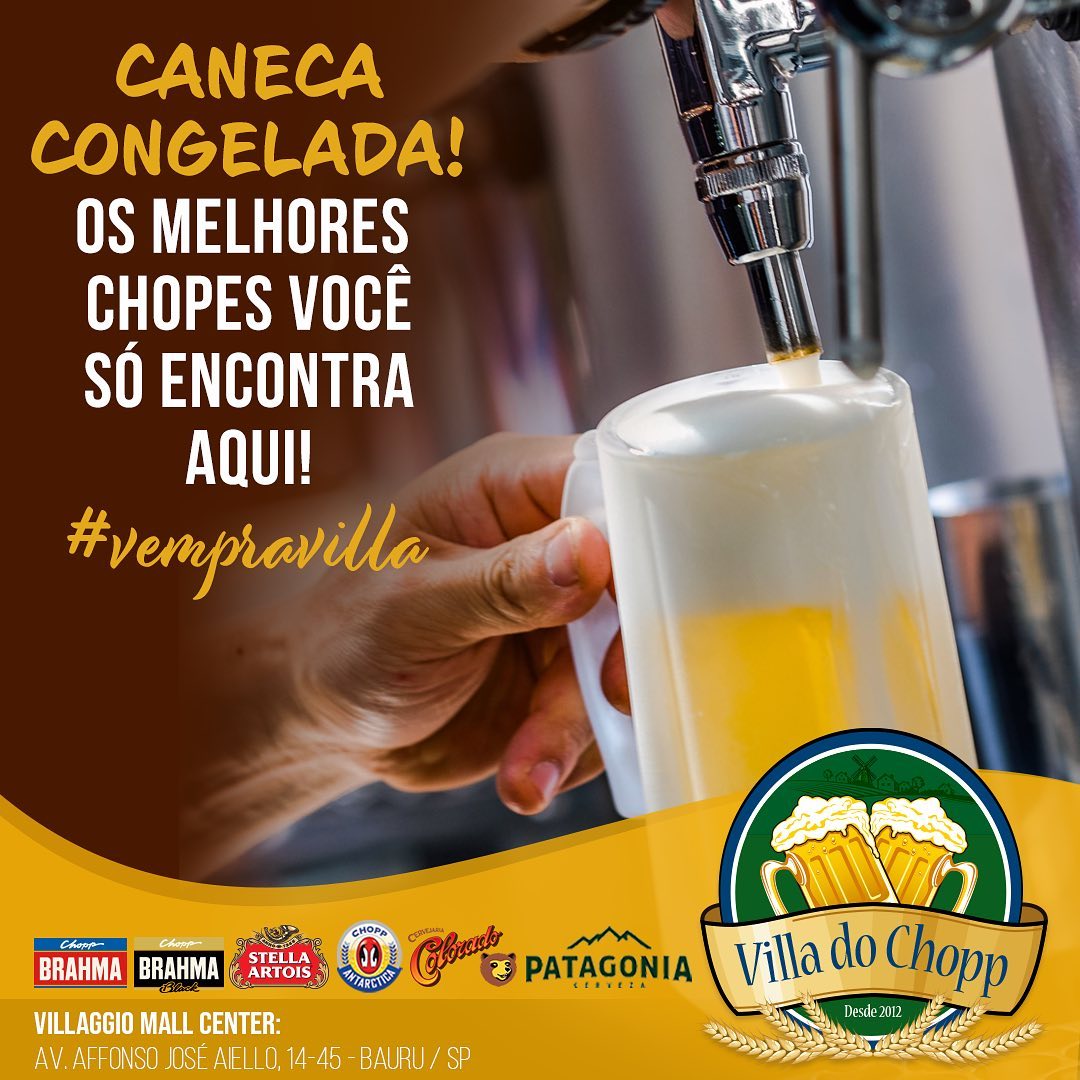 CANECA
CONGELADA!
OS MELHORES
CHOPES VOCÊ
SÓ ENCONTRA
AQUI!
#vempravilla
Chopp
BRAHMA
Chopp
BRAHMA
Black
STELLA
ARTOIS
CHOPP
ANTARCTICA
CERVEJARIA
Colorado
PATAGONIA
CERVEZA
Villa do Chopp
Desde 2012
VILLAGGIO MALL CENTER:
AV. AFFONSO JOSÉ AIELLO, 14-45 - BAURU / SP